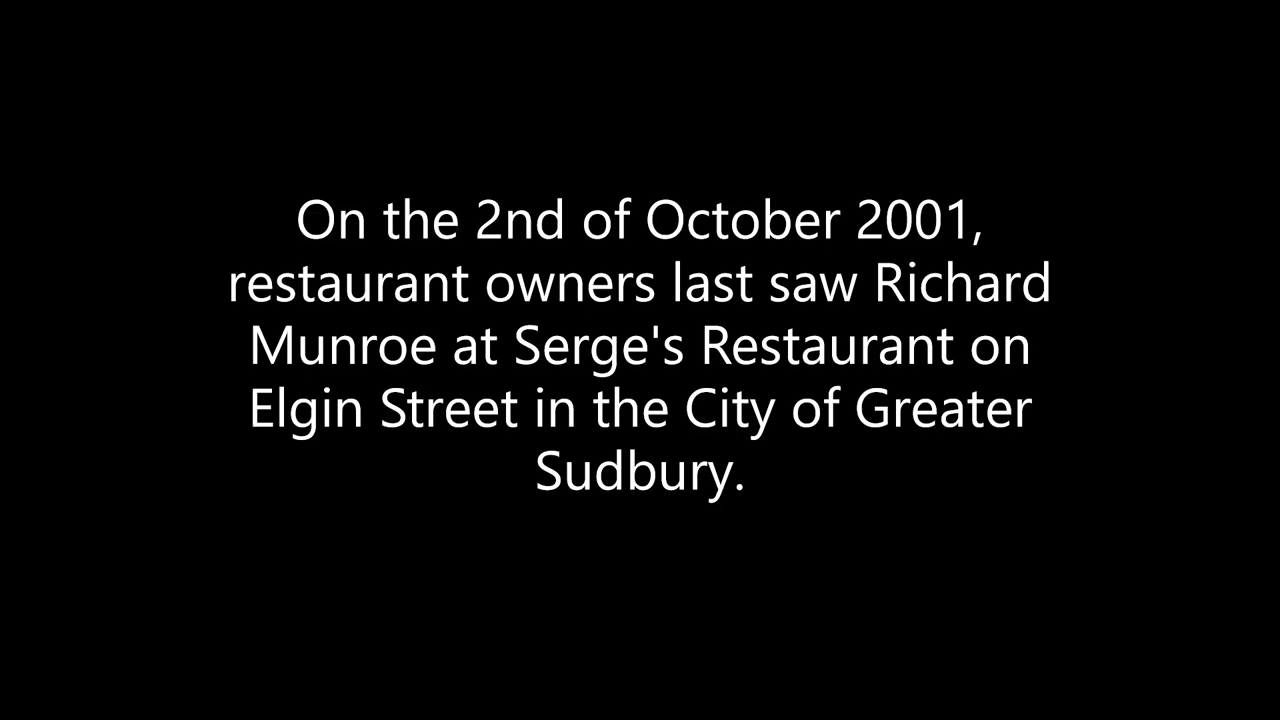 On the 2nd of October 2001,
restaurant owners last saw Richard
Munroe at Serge's Restaurant on
Elgin Street in the City of Greater
Sudbury.